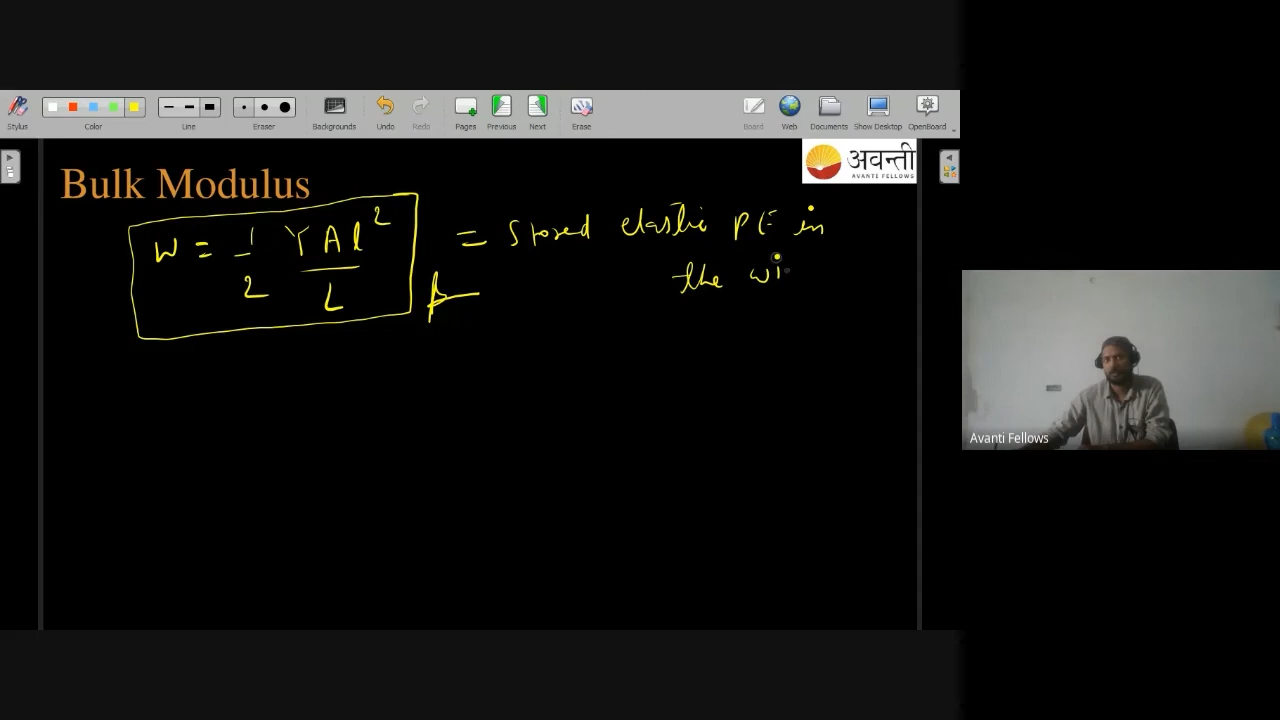 Stylus Color Line Eraser Backgrounds Undo Redo Pages Previous Next Erase Board Web Documents Show Desktop OpenBoard
Bulk Modulus
अवन्ती
AVANTI FELLOWS
W = 1/2 YAl²/L = Stored elastic PE in
the wi
Avanti Fellows